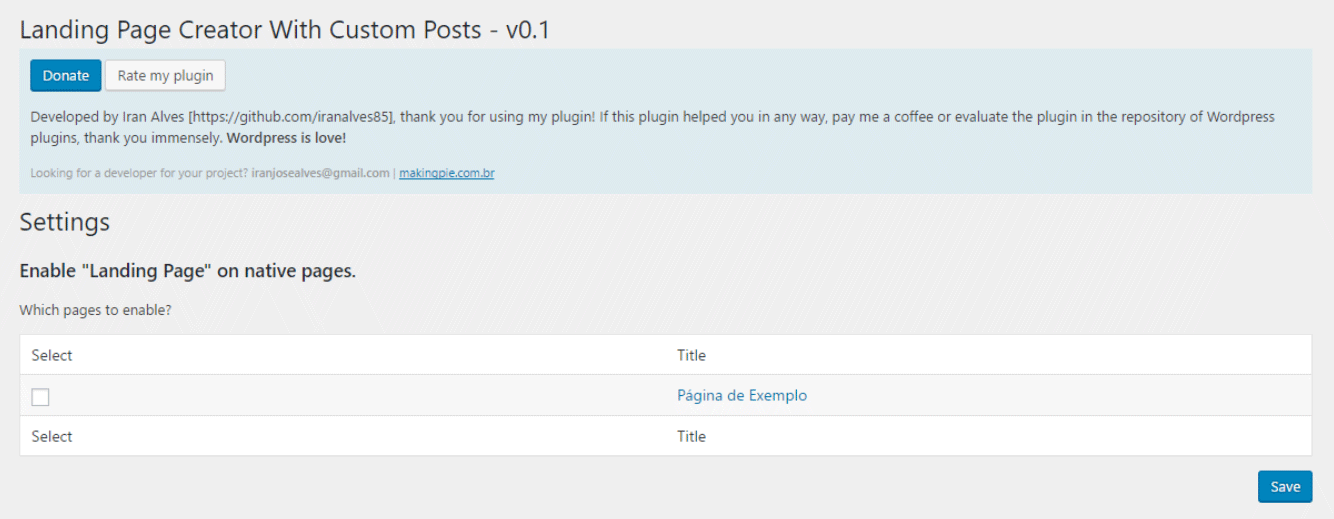 Landing Page Creator With Custom Posts - v0.1
Donate Rate my plugin
Developed by Iran Alves [https://github.com/iranalves85], thank you for using my plugin! If this plugin helped you in any way, pay me a coffee or evaluate the plugin in the repository of Wordpress
plugins, thank you immensely. Wordpress is love!
Looking for a developer for your project? iranjosealves@gmail.com | makingpie.com.br
Settings
Enable "Landing Page" on native pages.
Which pages to enable?
Select Title
Página de Exemplo
Select Title
Save